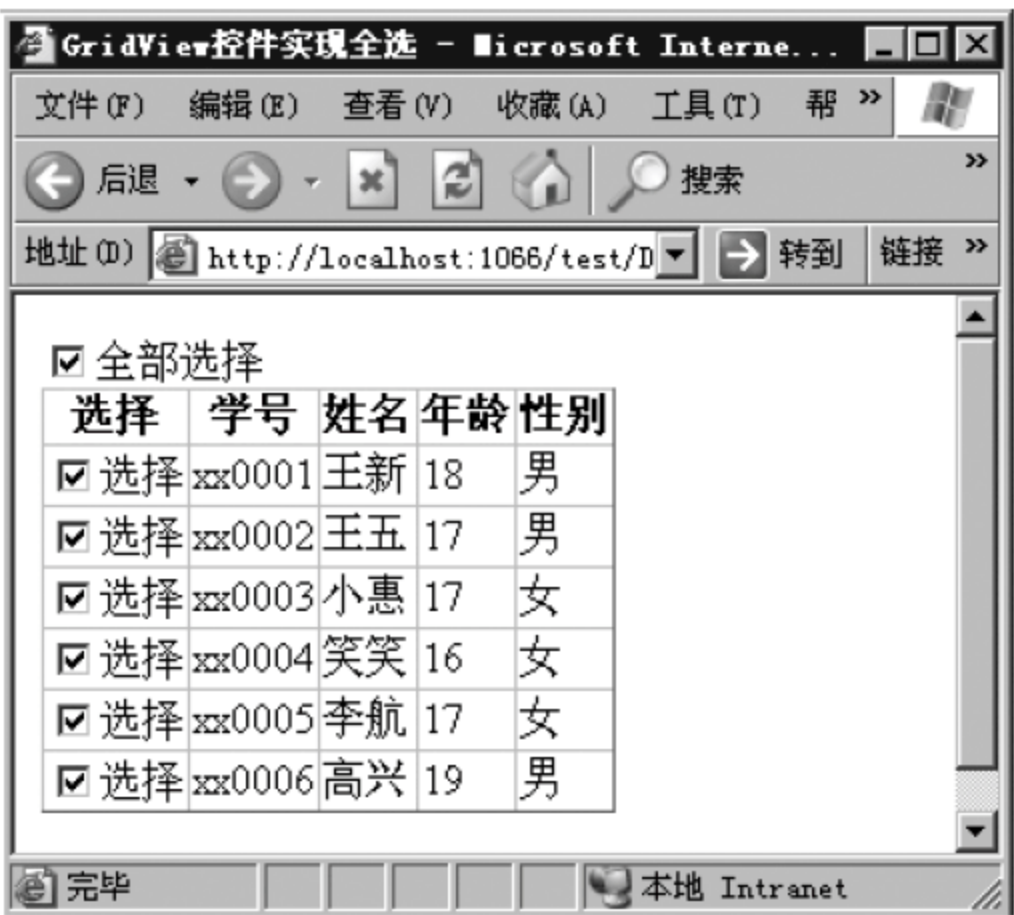 GridView控件实现全选 - Microsoft Interne...
文件(F) 编辑(E) 查看(V) 收藏(A) 工具(T) 帮 »
后退 搜索 »
地址(D) http://localhost:1066/test/D 转到 链接 »
全部选择
选择 学号 姓名 年龄 性别
选择 xx0001 王新 18 男
选择 xx0002 王五 17 男
选择 xx0003 小惠 17 女
选择 xx0004 笑笑 16 女
选择 xx0005 李航 17 女
选择 xx0006 高兴 19 男
完毕 本地 Intranet